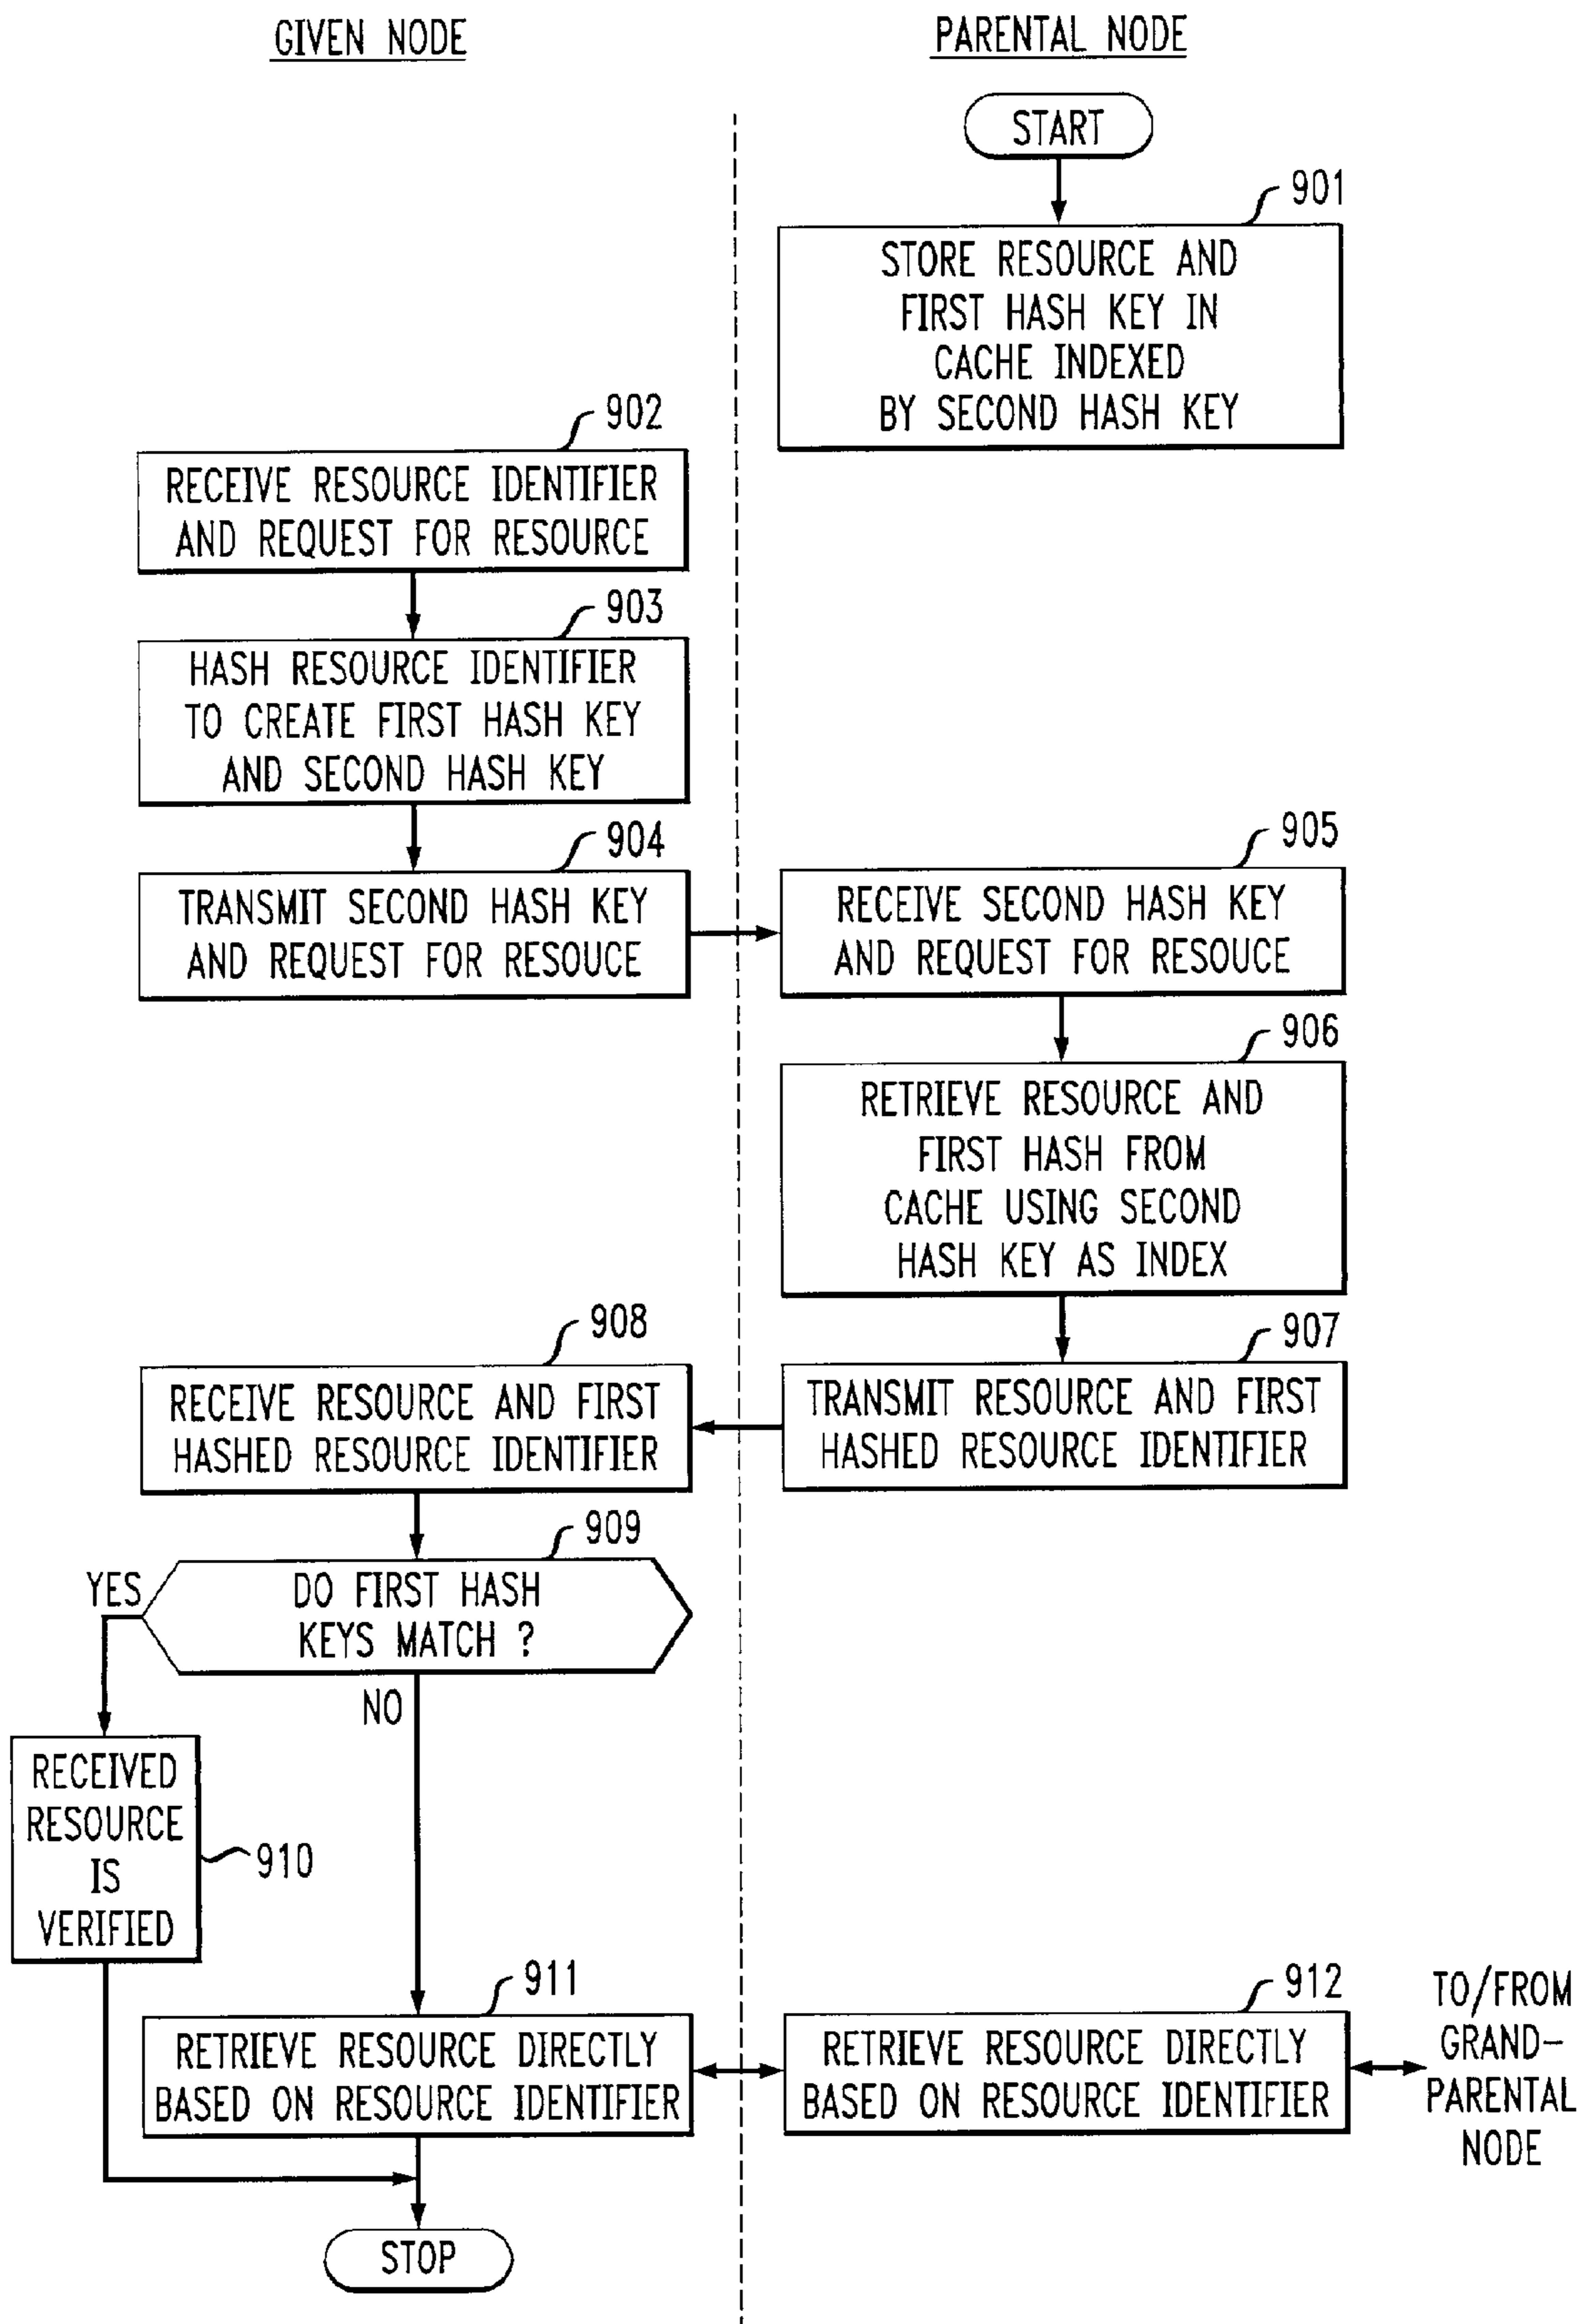 GIVEN NODE
PARENTAL NODE
START
901
STORE RESOURCE AND
FIRST HASH KEY IN
CACHE INDEXED
BY SECOND HASH KEY
902
RECEIVE RESOURCE IDENTIFIER
AND REQUEST FOR RESOURCE
903
HASH RESOURCE IDENTIFIER
TO CREATE FIRST HASH KEY
AND SECOND HASH KEY
904
TRANSMIT SECOND HASH KEY
AND REQUEST FOR RESOUCE
905
RECEIVE SECOND HASH KEY
AND REQUEST FOR RESOUCE
906
RETRIEVE RESOURCE AND
FIRST HASH FROM
CACHE USING SECOND
HASH KEY AS INDEX
907
TRANSMIT RESOURCE AND FIRST
HASHED RESOURCE IDENTIFIER
908
RECEIVE RESOURCE AND FIRST
HASHED RESOURCE IDENTIFIER
909
DO FIRST HASH
KEYS MATCH ?
YES
NO
RECEIVED
RESOURCE
IS
VERIFIED
910
911
RETRIEVE RESOURCE DIRECTLY
BASED ON RESOURCE IDENTIFIER
912
RETRIEVE RESOURCE DIRECTLY
BASED ON RESOURCE IDENTIFIER
TO/FROM
GRAND-
PARENTAL
NODE
STOP